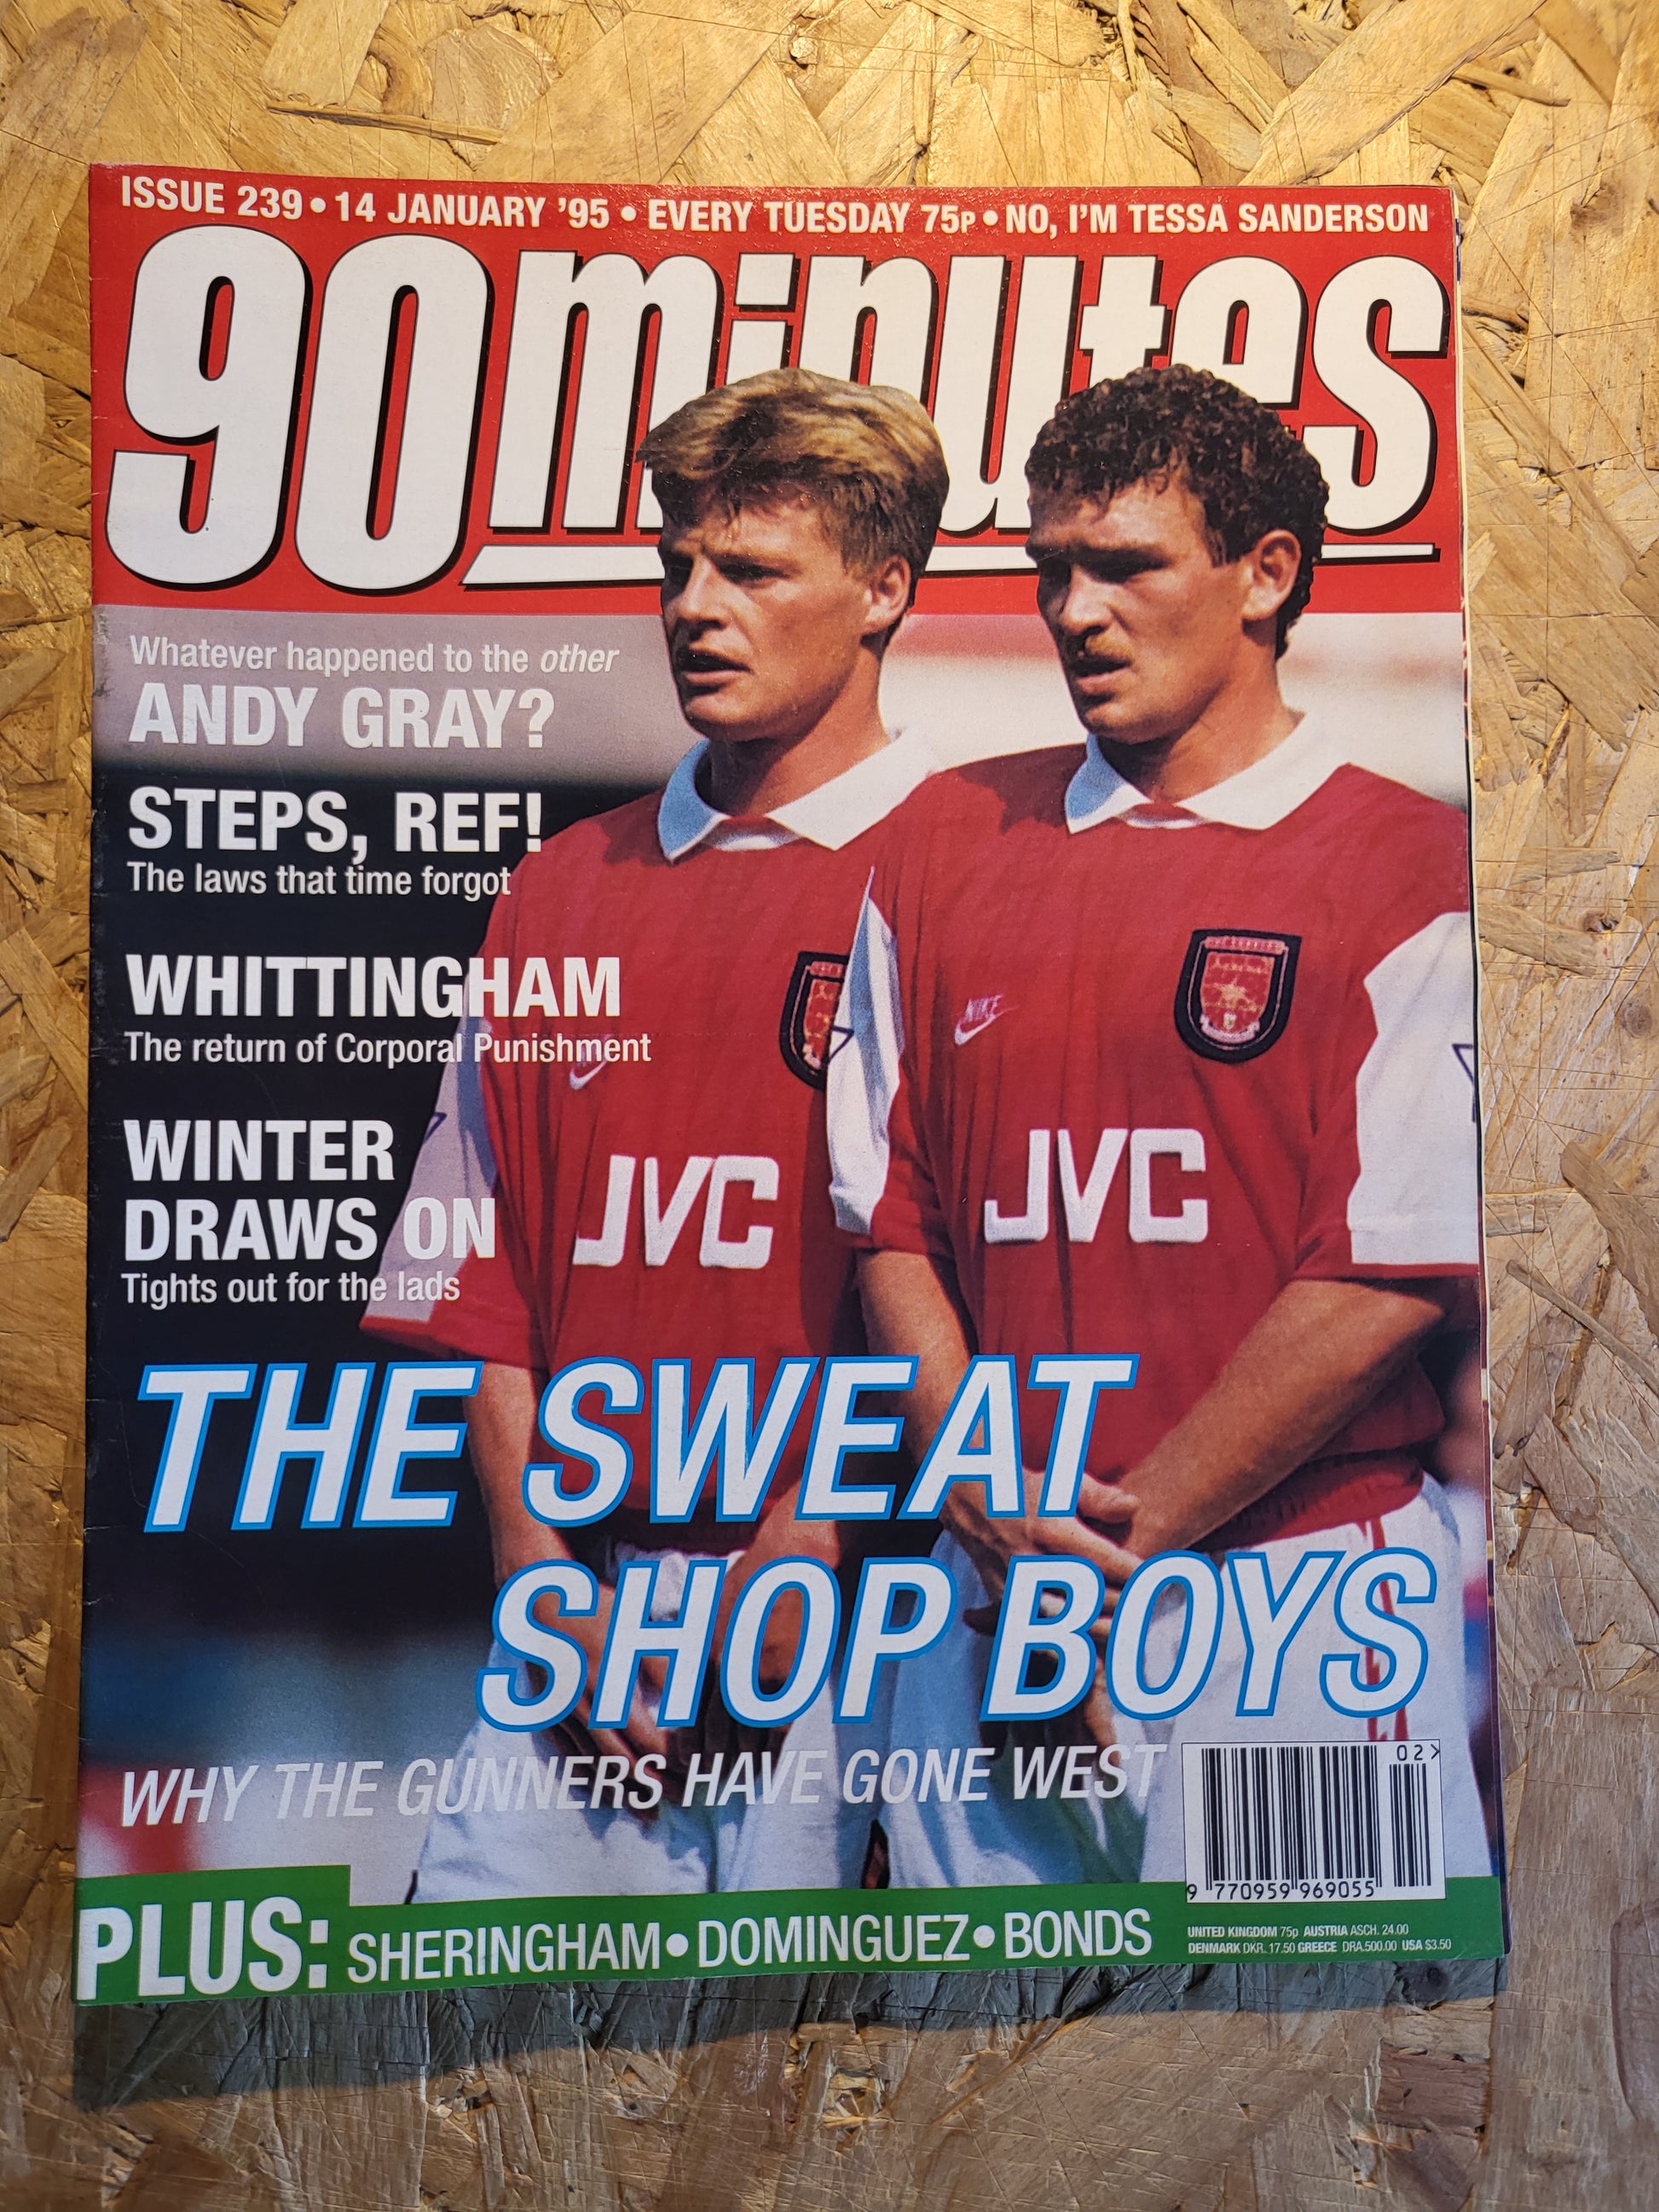 ISSUE 239 • 14 JANUARY '95 • EVERY TUESDAY 75P • NO, I'M TESSA SANDERSON
90minutes
Whatever happened to the other
ANDY GRAY?
STEPS, REF!
The laws that time forgot
WHITTINGHAM
The return of Corporal Punishment
WINTER
DRAWS ON
Tights out for the lads
NIKE
Arsenal
JVC
NIKE
JVC
THE SWEAT
SHOP BOYS
WHY THE GUNNERS HAVE GONE WEST
02>
9 770959 969055
PLUS: SHERINGHAM • DOMINGUEZ • BONDS
UNITED KINGDOM 75p AUSTRIA ASCH. 24.00
DENMARK DKR. 17.50 GREECE DRA.500.00 USA $3.50